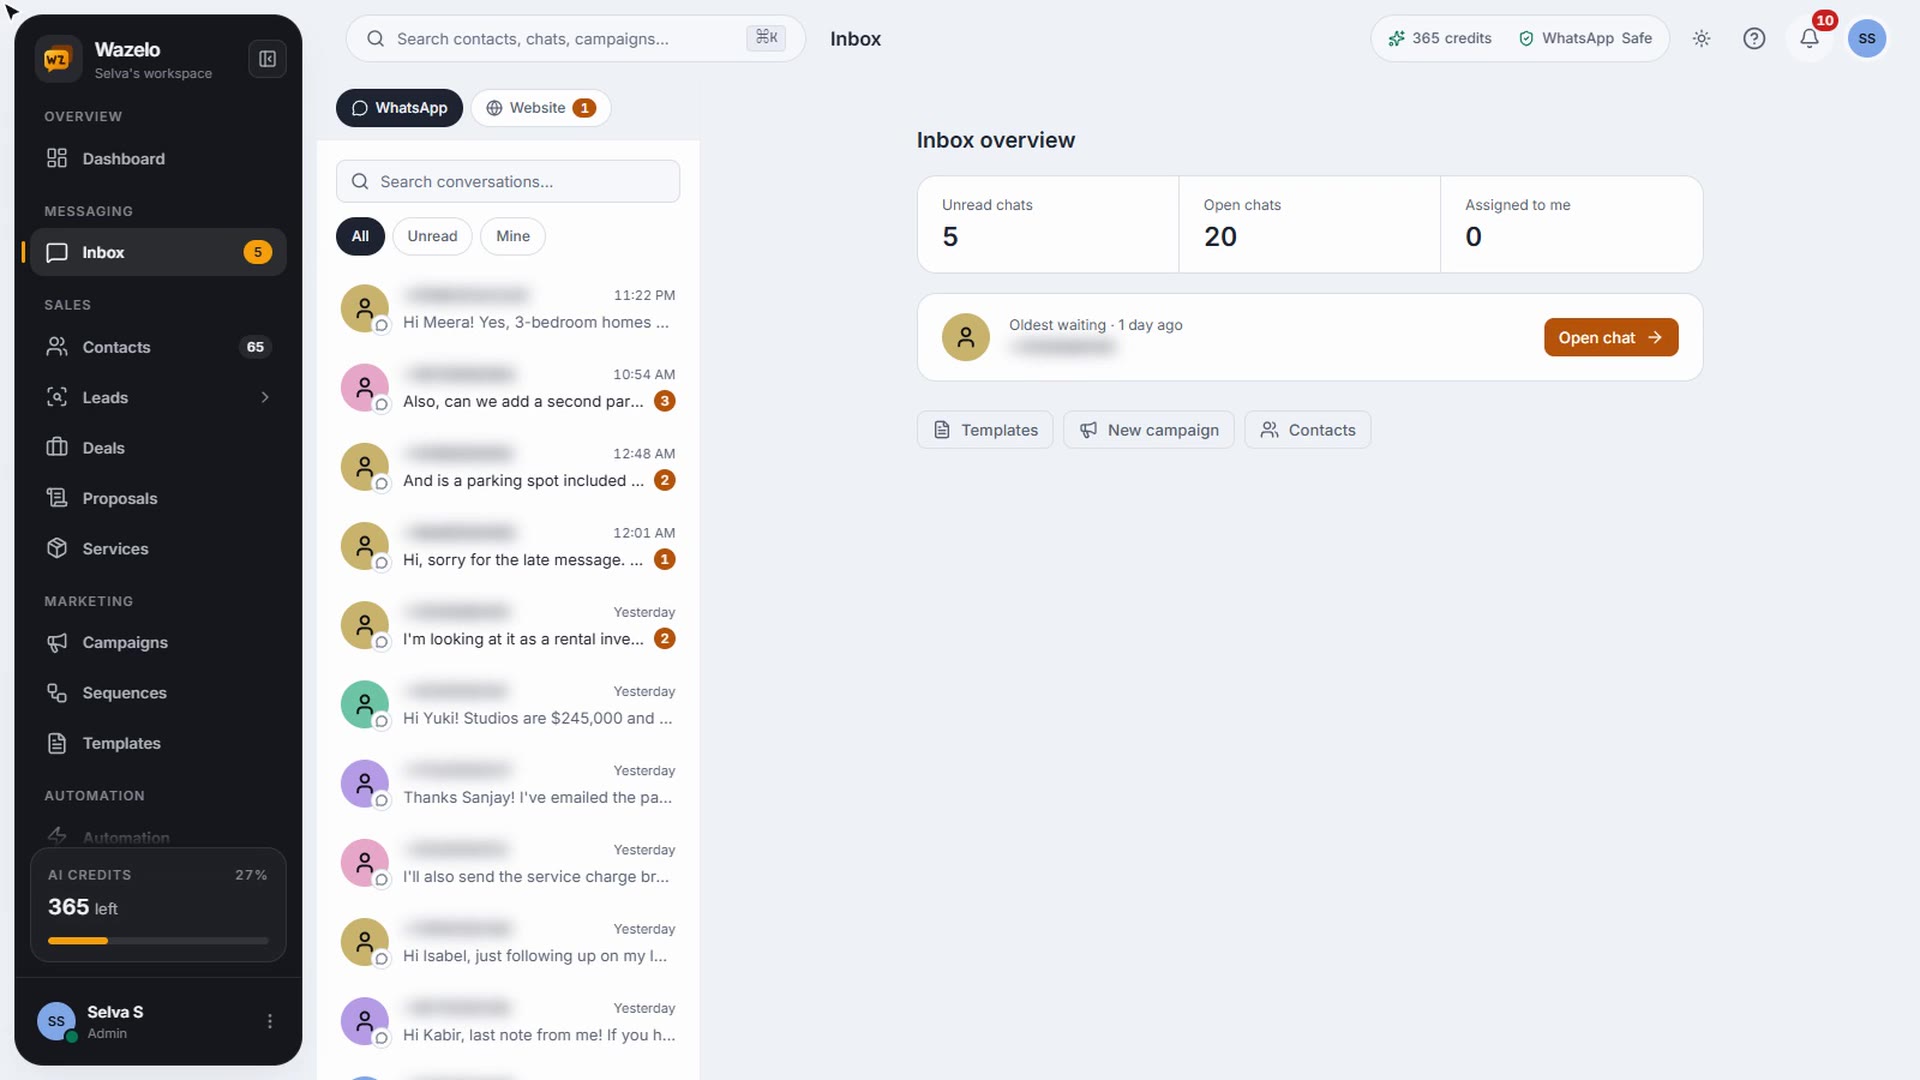 Wazelo
Selva's workspace
OVERVIEW
Dashboard
MESSAGING
Inbox 5
SALES
Contacts 65
Leads
Deals
Proposals
Services
MARKETING
Campaigns
Sequences
Templates
AUTOMATION
Automation
AI CREDITS 27%
365 left
SS Selva S
Admin
Search contacts, chats, campaigns... ⌘K
Inbox
365 credits WhatsApp Safe
10
SS
WhatsApp Website 1
Search conversations...
All Unread Mine
11:22 PM
Hi Meera! Yes, 3-bedroom homes ...
10:54 AM
Also, can we add a second par... 3
12:48 AM
And is a parking spot included ... 2
12:01 AM
Hi, sorry for the late message. ... 1
Yesterday
I'm looking at it as a rental inve... 2
Yesterday
Hi Yuki! Studios are $245,000 and ...
Yesterday
Thanks Sanjay! I've emailed the pa...
Yesterday
I'll also send the service charge br...
Yesterday
Hi Isabel, just following up on my l...
Yesterday
Hi Kabir, last note from me! If you h...
Inbox overview
Unread chats
5
Open chats
20
Assigned to me
0
Oldest waiting · 1 day ago
Open chat
Templates New campaign Contacts